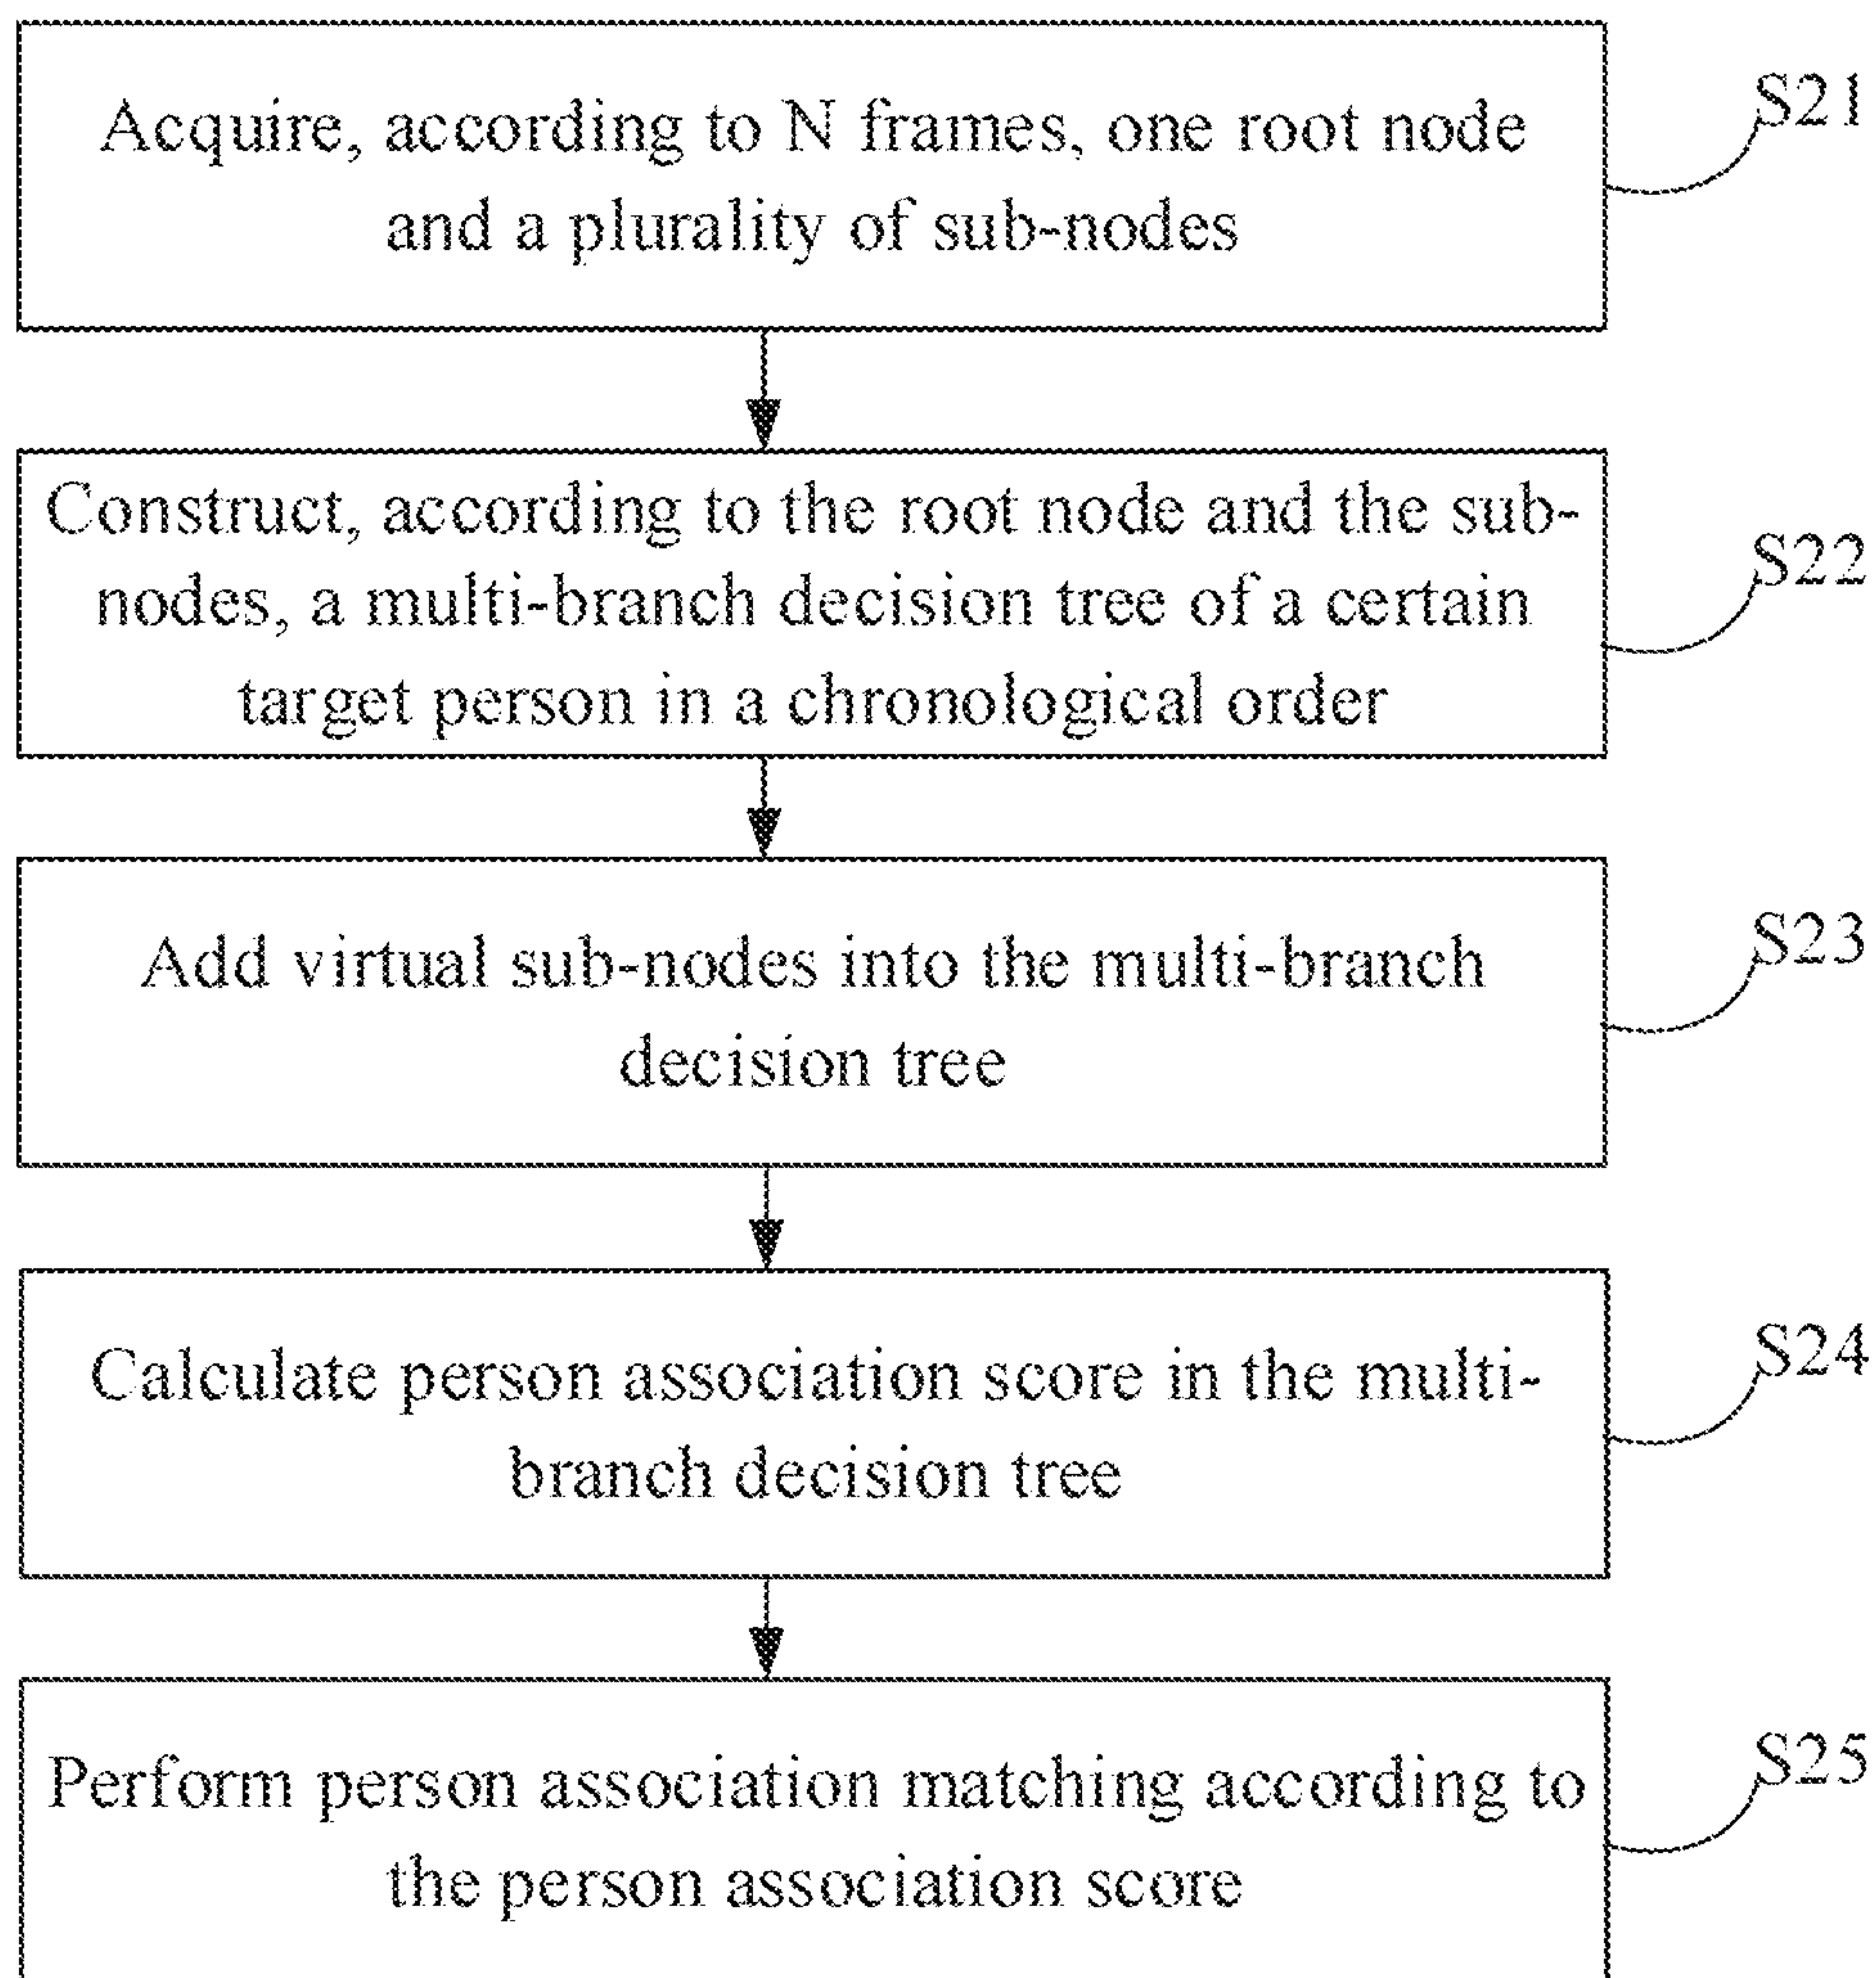 Acquire, according to N frames, one root node
and a plurality of sub-nodes
S21
Construct, according to the root node and the sub-
nodes, a multi-branch decision tree of a certain
target person in a chronological order
S22
Add virtual sub-nodes into the multi-branch
decision tree
S23
Calculate person association score in the multi-
branch decision tree
S24
Perform person association matching according to
the person association score
S25